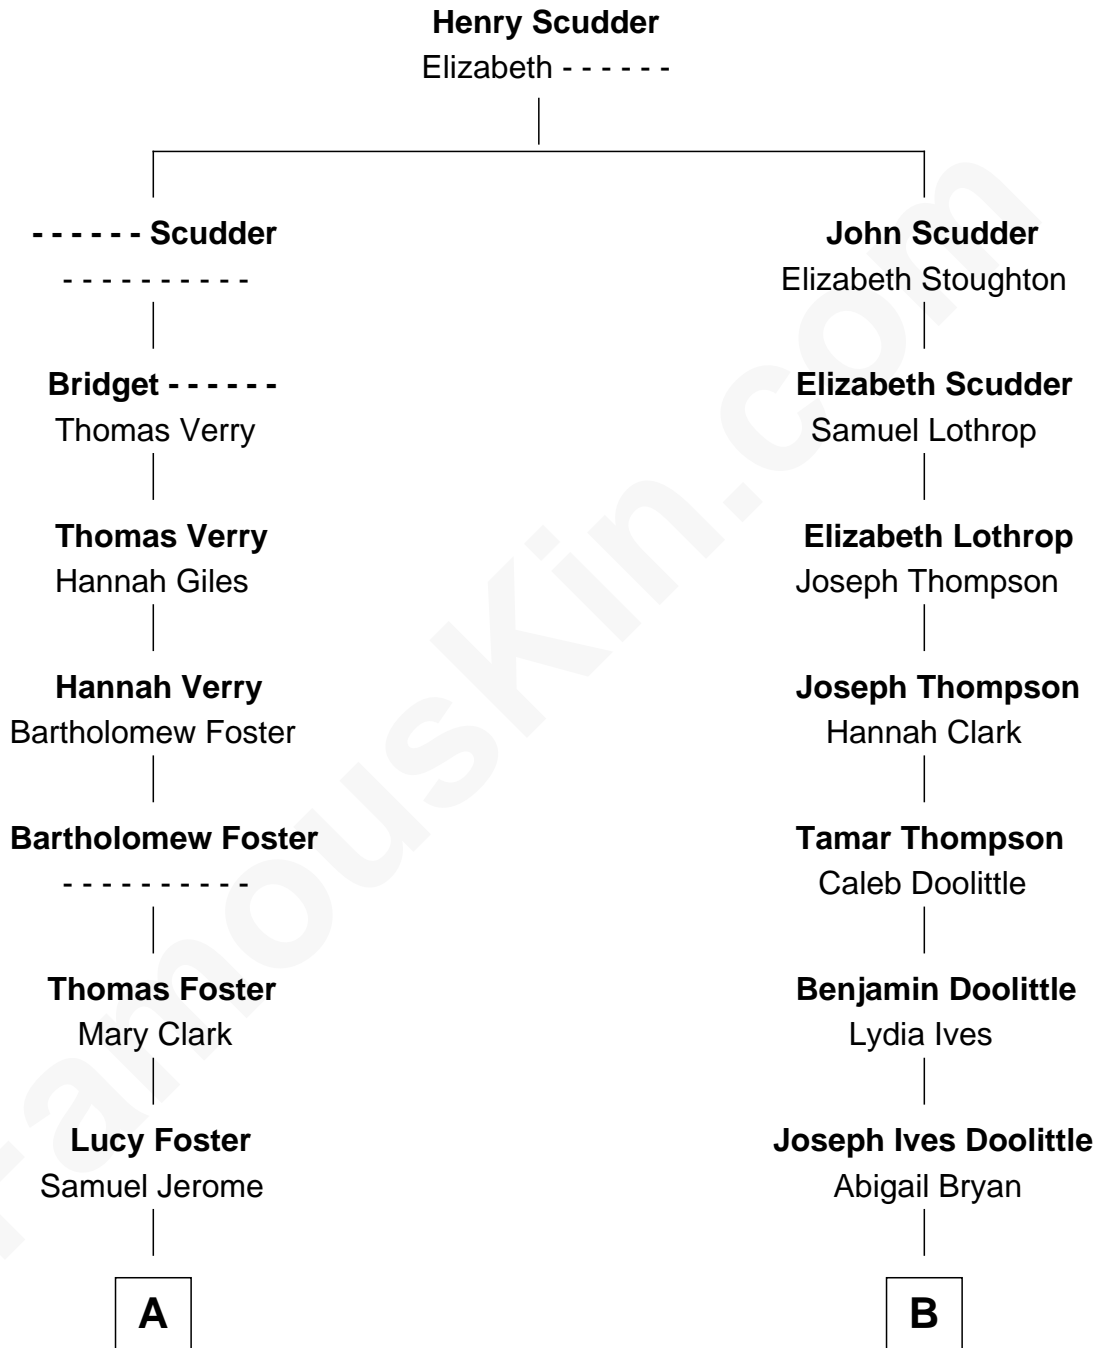 Henry Scudder
Elizabeth - - - - - -
- - - - - - Scudder
- - - - - - - - - -
Bridget - - - - - -
Thomas Verry
Thomas Verry
Hannah Giles
Hannah Verry
Bartholomew Foster
Bartholomew Foster
- - - - - - - - - -
Thomas Foster
Mary Clark
Lucy Foster
Samuel Jerome
A
John Scudder
Elizabeth Stoughton
Elizabeth Scudder
Samuel Lothrop
Elizabeth Lothrop
Joseph Thompson
Joseph Thompson
Hannah Clark
Tamar Thompson
Caleb Doolittle
Benjamin Doolittle
Lydia Ives
Joseph Ives Doolittle
Abigail Bryan
B
FamousKin.com